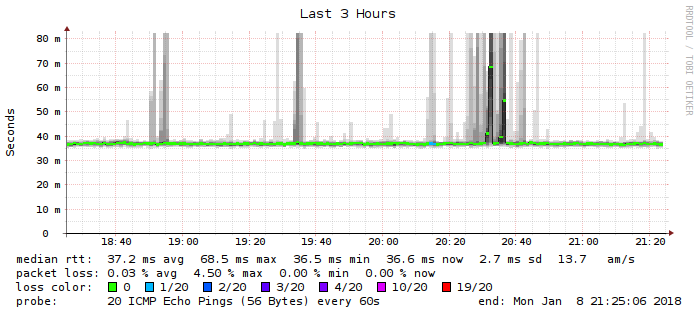 Last 3 Hours
RRDTOOL / TOBI OETIKER
Seconds
80 m
70 m
60 m
50 m
40 m
30 m
20 m
10 m
0
18:40 19:00 19:20 19:40 20:00 20:20 20:40 21:00 21:20
median rtt: 37.2 ms avg 68.5 ms max 36.5 ms min 36.6 ms now 2.7 ms sd 13.7 am/s
packet loss: 0.03 % avg 4.50 % max 0.00 % min 0.00 % now
loss color: 0 1/20 2/20 3/20 4/20 10/20 19/20
probe: 20 ICMP Echo Pings (56 Bytes) every 60s end: Mon Jan 8 21:25:06 2018